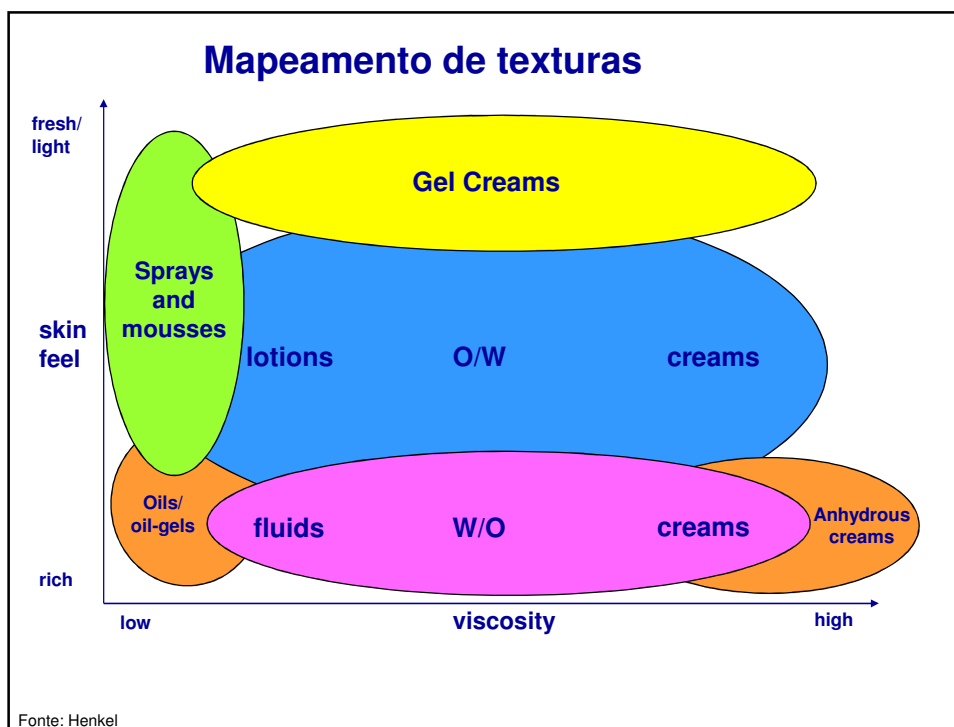 Mapeamento de texturas
fresh/
light
Gel Creams
Sprays
and
mousses
skin
feel
lotions O/W creams
Oils/
oil-gels
fluids W/O creams
Anhydrous
creams
rich
low viscosity high
Fonte: Henkel